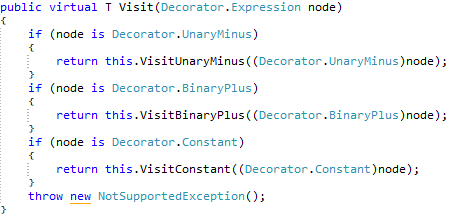 public virtual T Visit(Decorator.Expression node)
{
    if (node is Decorator.UnaryMinus)
    {
        return this.VisitUnaryMinus((Decorator.UnaryMinus)node);
    }
    if (node is Decorator.BinaryPlus)
    {
        return this.VisitBinaryPlus((Decorator.BinaryPlus)node);
    }
    if (node is Decorator.Constant)
    {
        return this.VisitConstant((Decorator.Constant)node);
    }
    throw new NotSupportedException();
}